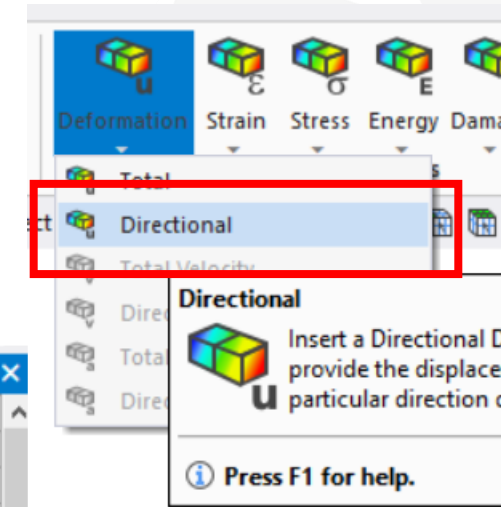 u ε σ E
Deformation Strain Stress Energy Dama
s
Total
ct Directional
Total Velocity
Direc
Total
Direc
Directional
Insert a Directional D
provide the displace
u particular direction o
Press F1 for help.